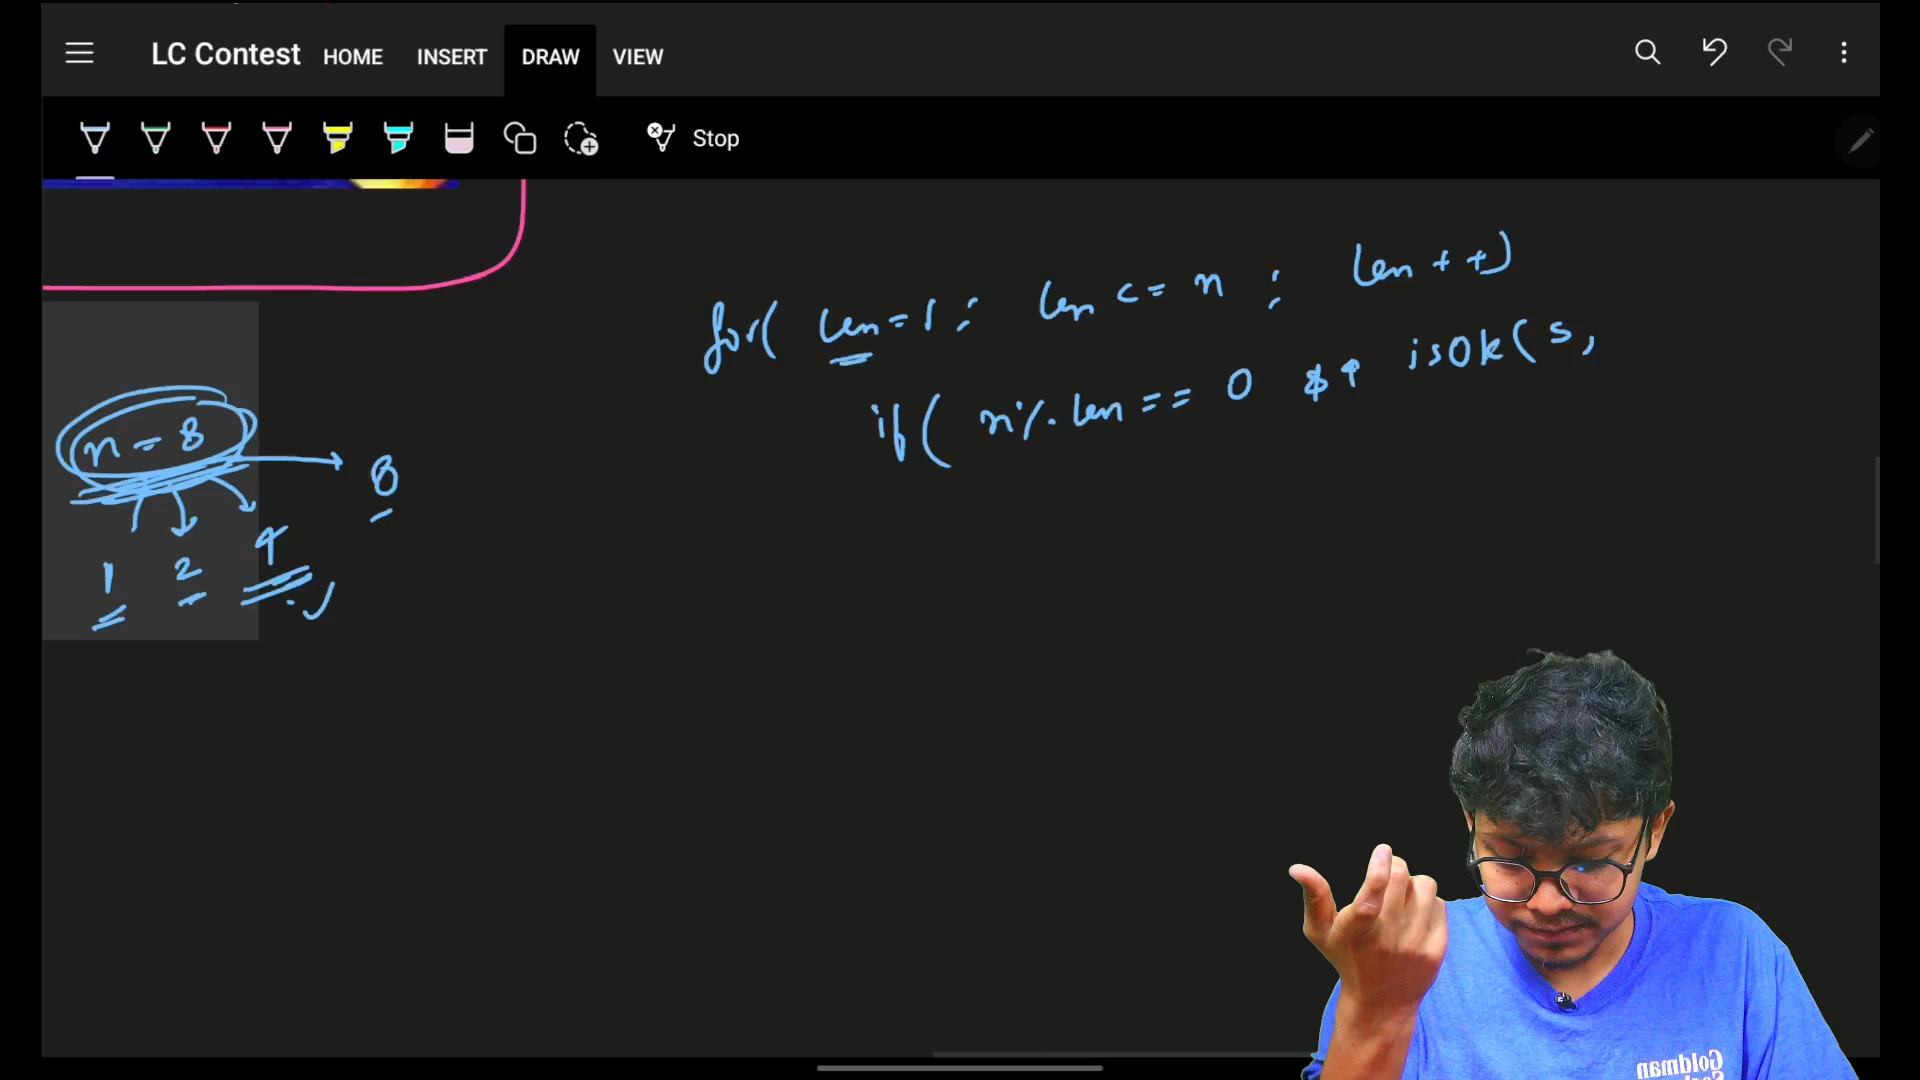 LC Contest HOME INSERT DRAW VIEW
Stop
for( len=1; len <= n ; len++)
if( n%len == 0 && isOk( s,
n = 8
8
1 2 4
Goldman